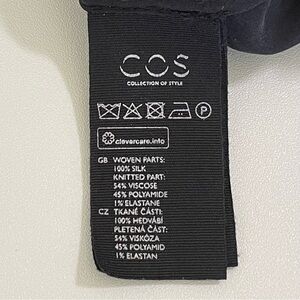 COS
COLLECTION OF STYLE
P
clevercare.info
GB WOVEN PARTS:
100% SILK
KNITTED PART:
54% VISCOSE
45% POLYAMIDE
1% ELASTANE
CZ TKANÉ ČÁSTI:
100% HEDVÁBÍ
PLETENÁ ČÁST:
54% VISKÓZA
45% POLYAMID
1% ELASTAN